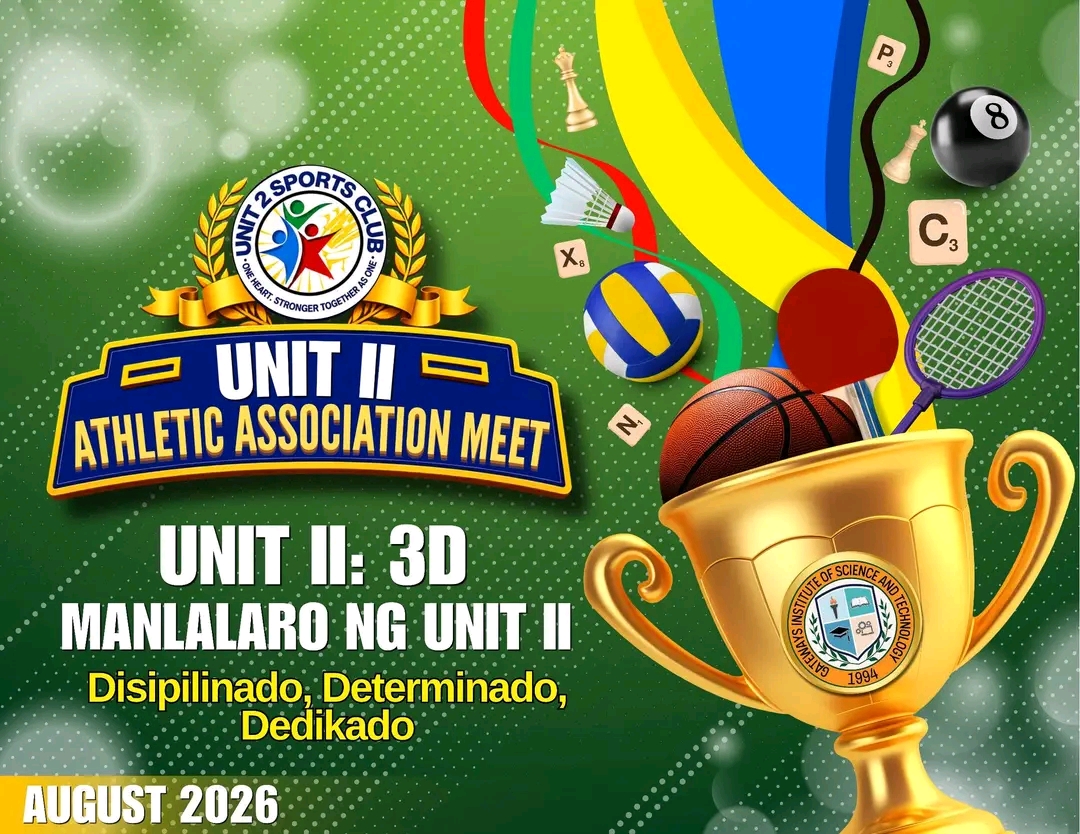 UNIT 2 SPORTS CLUB
• ONE HEART, STRONGER TOGETHER AS ONE •
UNIT II
ATHLETIC ASSOCIATION MEET
UNIT II: 3D
MANLALARO NG UNIT II
Disipilinado, Determinado,
Dedikado
AUGUST 2026
P3
8
C3
X8
N
GATEWAYS INSTITUTE OF SCIENCE AND TECHNOLOGY
1994